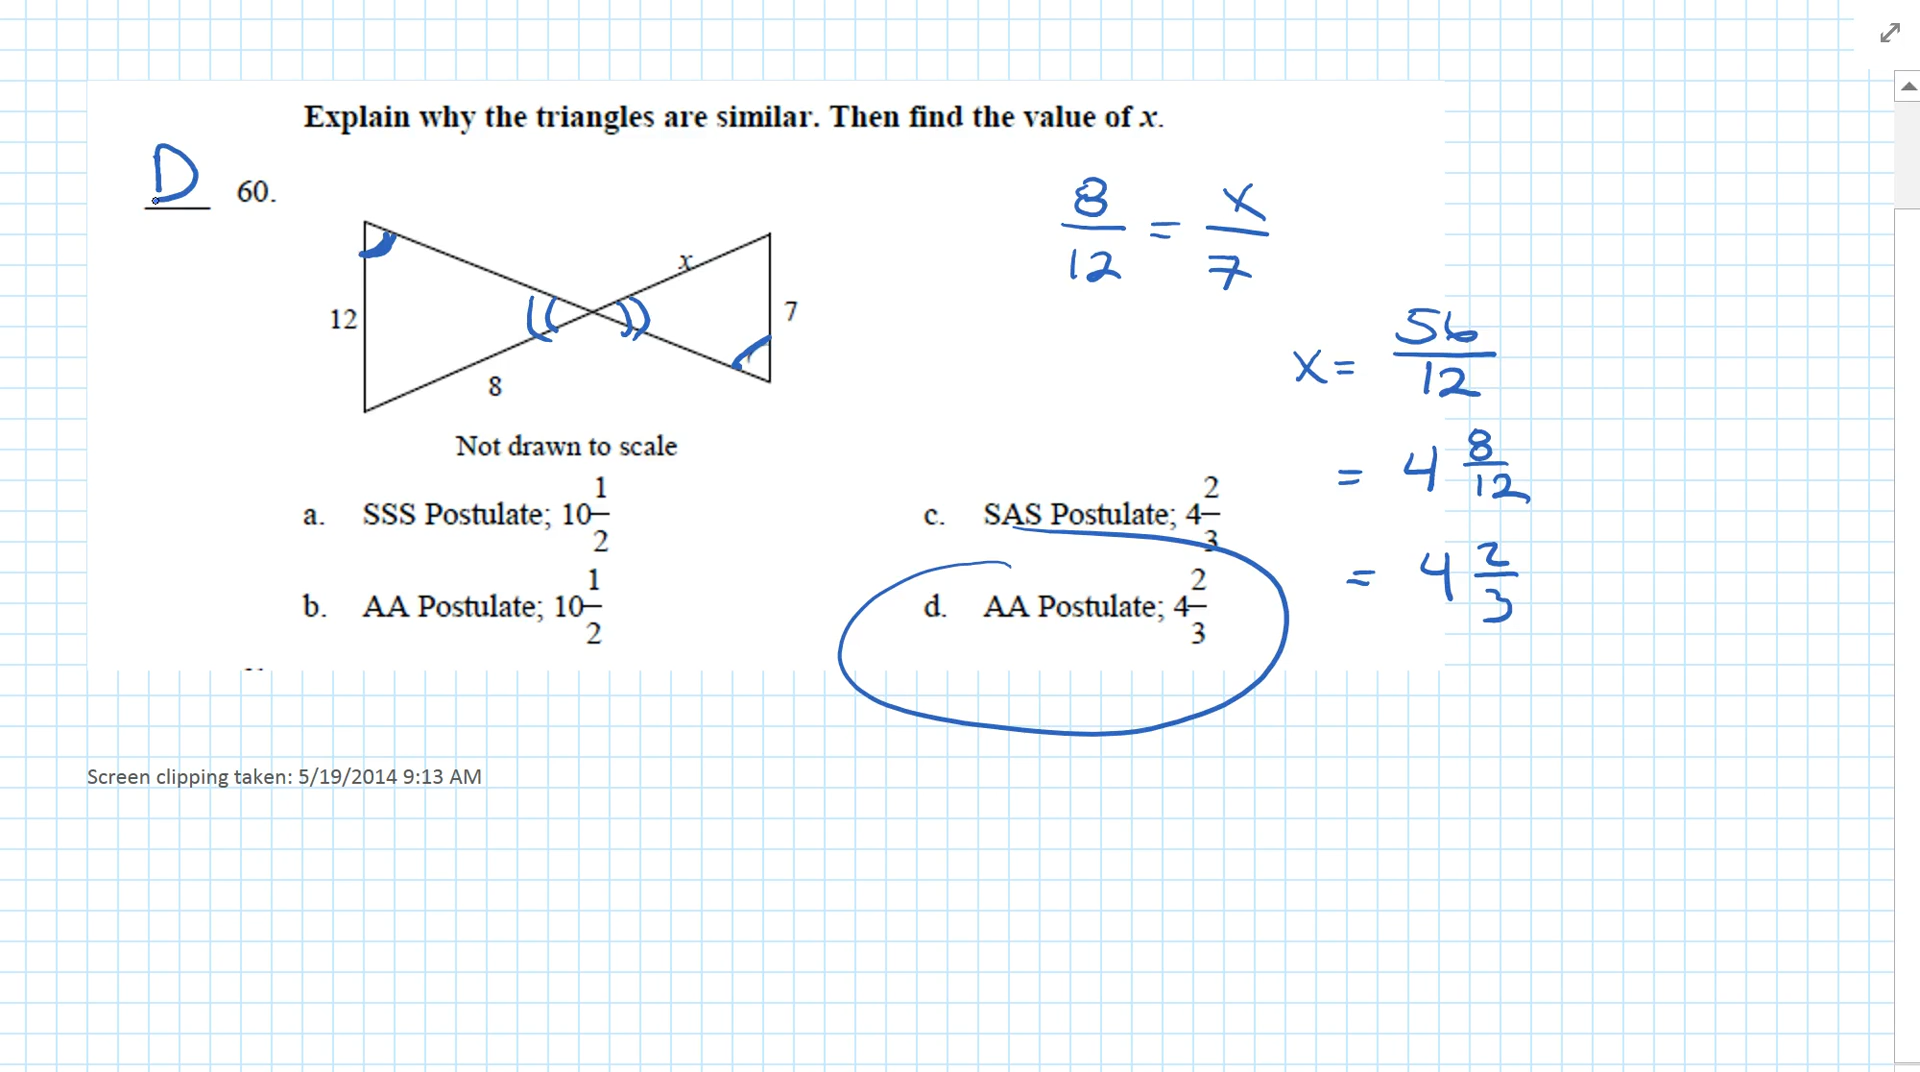 Explain why the triangles are similar. Then find the value of x.
D 60.
8/12 = x/7
x
12
7
8
x = 56/12
Not drawn to scale
= 4 8/12
a. SSS Postulate; 10 1/2
c. SAS Postulate; 4 2/3
= 4 2/3
b. AA Postulate; 10 1/2
d. AA Postulate; 4 2/3
Screen clipping taken: 5/19/2014 9:13 AM